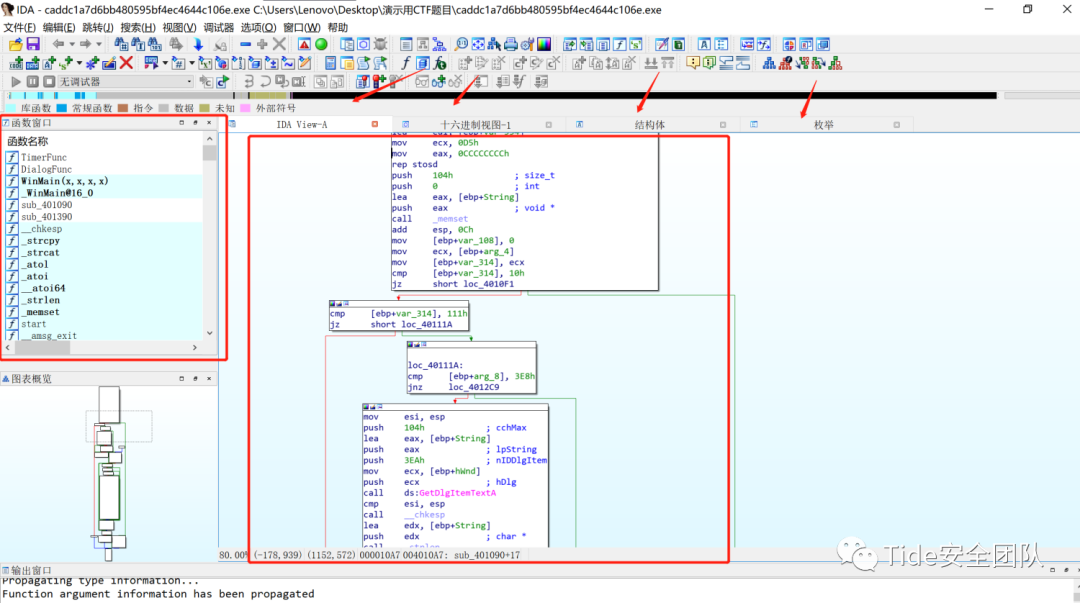 IDA - caddc1a7d6bb480595bf4ec4644c106e.exe C:\Users\Lenovo\Desktop\演示用CTF题目\caddc1a7d6bb480595bf4ec4644c106e.exe
文件(F) 编辑(E) 跳转(J) 搜索(H) 视图(V) 调试器 选项(O) 窗口(W) 帮助
无调试器
库函数 常规函数 指令 数据 未知 外部符号
函数窗口
IDA View-A 十六进制视图-1 结构体 枚举
函数名称
TimerFunc
DialogFunc
WinMain(x,x,x,x)
_WinMain@16_0
sub_401090
sub_401390
__chkesp
_strcpy
_strcat
_atol
_atoi
__atoi64
_strlen
_memset
start
__amsg_exit
mov ecx, 0D5h
mov eax, 0CCCCCCCCh
rep stosd
push 104h ; size_t
push 0 ; int
lea eax, [ebp+String]
push eax ; void *
call _memset
add esp, 0Ch
mov [ebp+var_108], 0
mov ecx, [ebp+arg_4]
mov [ebp+var_314], ecx
cmp [ebp+var_314], 10h
jz short loc_4010F1
cmp [ebp+var_314], 111h
jz short loc_40111A
loc_40111A:
cmp [ebp+arg_8], 3E8h
jnz loc_4012C9
mov esi, esp
push 104h ; cchMax
lea eax, [ebp+String]
push eax ; lpString
push 3EAh ; nIDDlgItem
mov ecx, [ebp+hWnd]
push ecx ; hDlg
call ds:GetDlgItemTextA
cmp esi, esp
call __chkesp
lea edx, [ebp+String]
push edx ; char *
图表概览
80.00% (-178,939) (1152,572) 000010A7 004010A7: sub_401090+17
Tide安全团队
输出窗口
Propagating type information...
Function argument information has been propagated